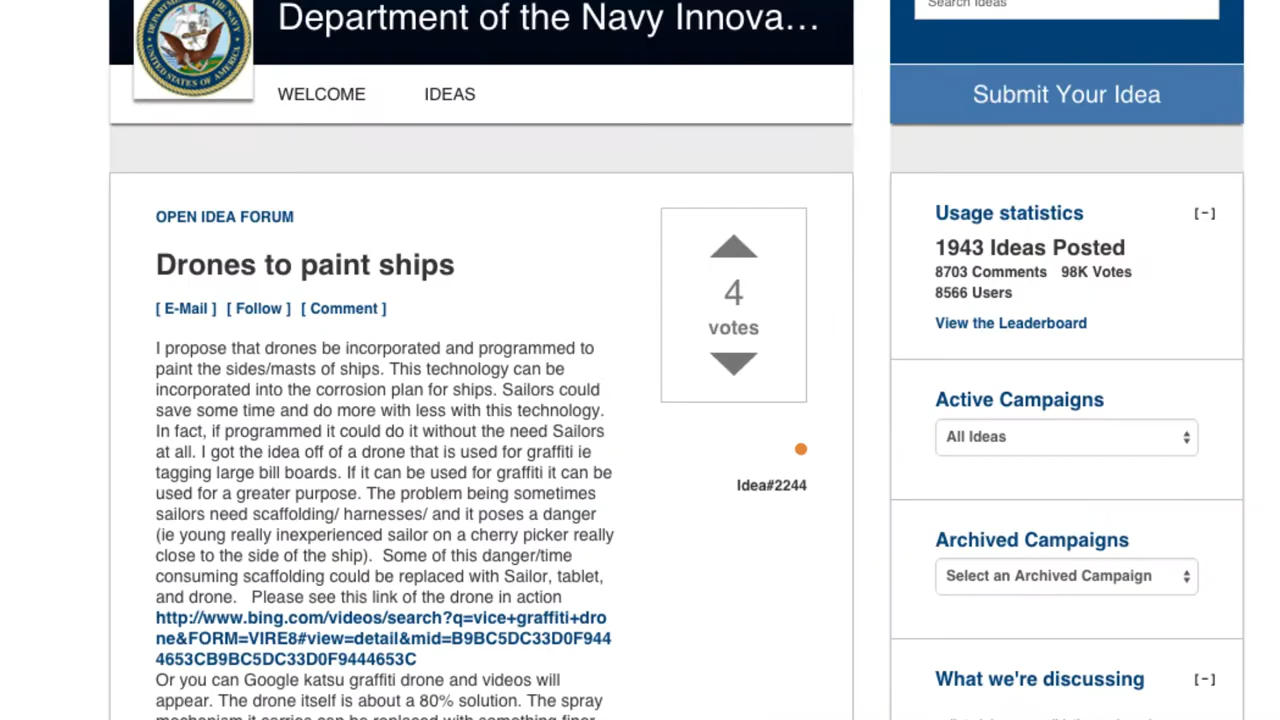 Department of the Navy Innova…
Search Ideas
WELCOME
IDEAS
Submit Your Idea
OPEN IDEA FORUM
Drones to paint ships
[ E-Mail ] [ Follow ] [ Comment ]
I propose that drones be incorporated and programmed to
paint the sides/masts of ships. This technology can be
incorporated into the corrosion plan for ships. Sailors could
save some time and do more with less with this technology.
In fact, if programmed it could do it without the need Sailors
at all. I got the idea off of a drone that is used for graffiti ie
tagging large bill boards. If it can be used for graffiti it can be
used for a greater purpose. The problem being sometimes
sailors need scaffolding/ harnesses/ and it poses a danger
(ie young really inexperienced sailor on a cherry picker really
close to the side of the ship). Some of this danger/time
consuming scaffolding could be replaced with Sailor, tablet,
and drone. Please see this link of the drone in action
http://www.bing.com/videos/search?q=vice+graffiti+dro
ne&FORM=VIRE8#view=detail&mid=B9BC5DC33D0F944
4653CB9BC5DC33D0F9444653C
Or you can Google katsu graffiti drone and videos will
appear. The drone itself is about a 80% solution. The spray
mechanism it carries can be replaced with something finer
4
votes
Idea#2244
Usage statistics
[-]
1943 Ideas Posted
8703 Comments 98K Votes
8566 Users
View the Leaderboard
Active Campaigns
All Ideas
Archived Campaigns
Select an Archived Campaign
What we're discussing
[-]